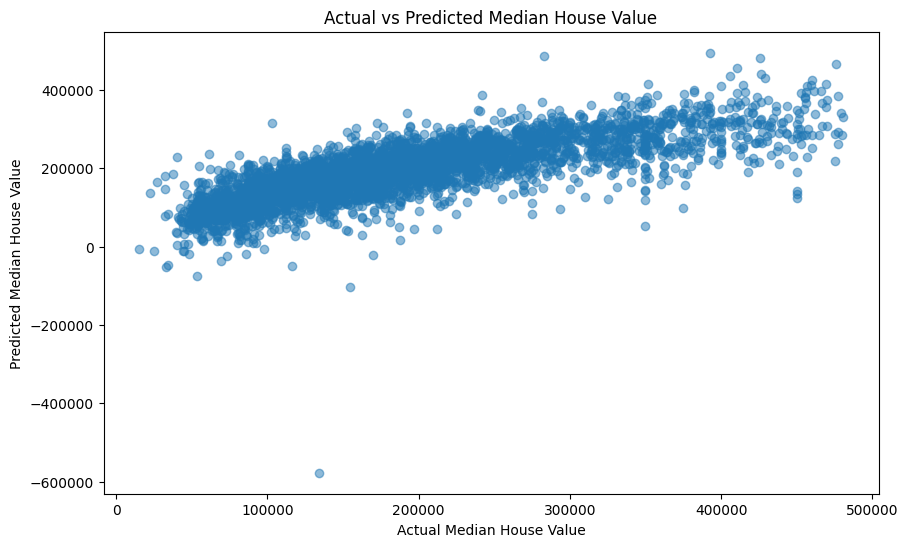 Actual vs Predicted Median House Value
Predicted Median House Value
400000
200000
0
−200000
−400000
−600000
0 100000 200000 300000 400000 500000
Actual Median House Value